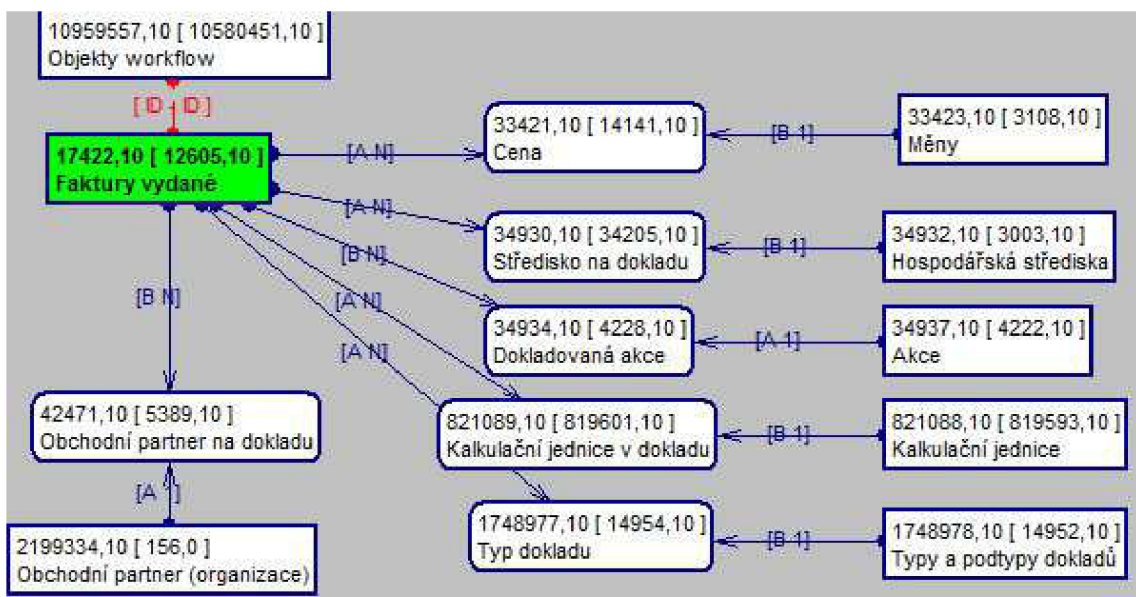 10959557,10 [ 10580451,10 ]
Objekty workflow
[ ID - ID ]
17422,10 [ 12605,10 ]
Faktury vydané
[A N]
33421,10 [ 14141,10 ]
Cena
[B 1]
33423,10 [ 3108,10 ]
Měny
[A N]
34930,10 [ 34205,10 ]
Středisko na dokladu
[B 1]
34932,10 [ 3003,10 ]
Hospodářská střediska
[B N]
34934,10 [ 4228,10 ]
Dokladovaná akce
[A 1]
34937,10 [ 4222,10 ]
Akce
[B N]
[A N]
[A N]
42471,10 [ 5389,10 ]
Obchodní partner na dokladu
821089,10 [ 819601,10 ]
Kalkulační jednice v dokladu
[B 1]
821088,10 [ 819593,10 ]
Kalkulační jednice
[A ]
1748977,10 [ 14954,10 ]
Typ dokladu
[B 1]
1748978,10 [ 14952,10 ]
Typy a podtypy dokladů
2199334,10 [ 156,0 ]
Obchodní partner (organizace)